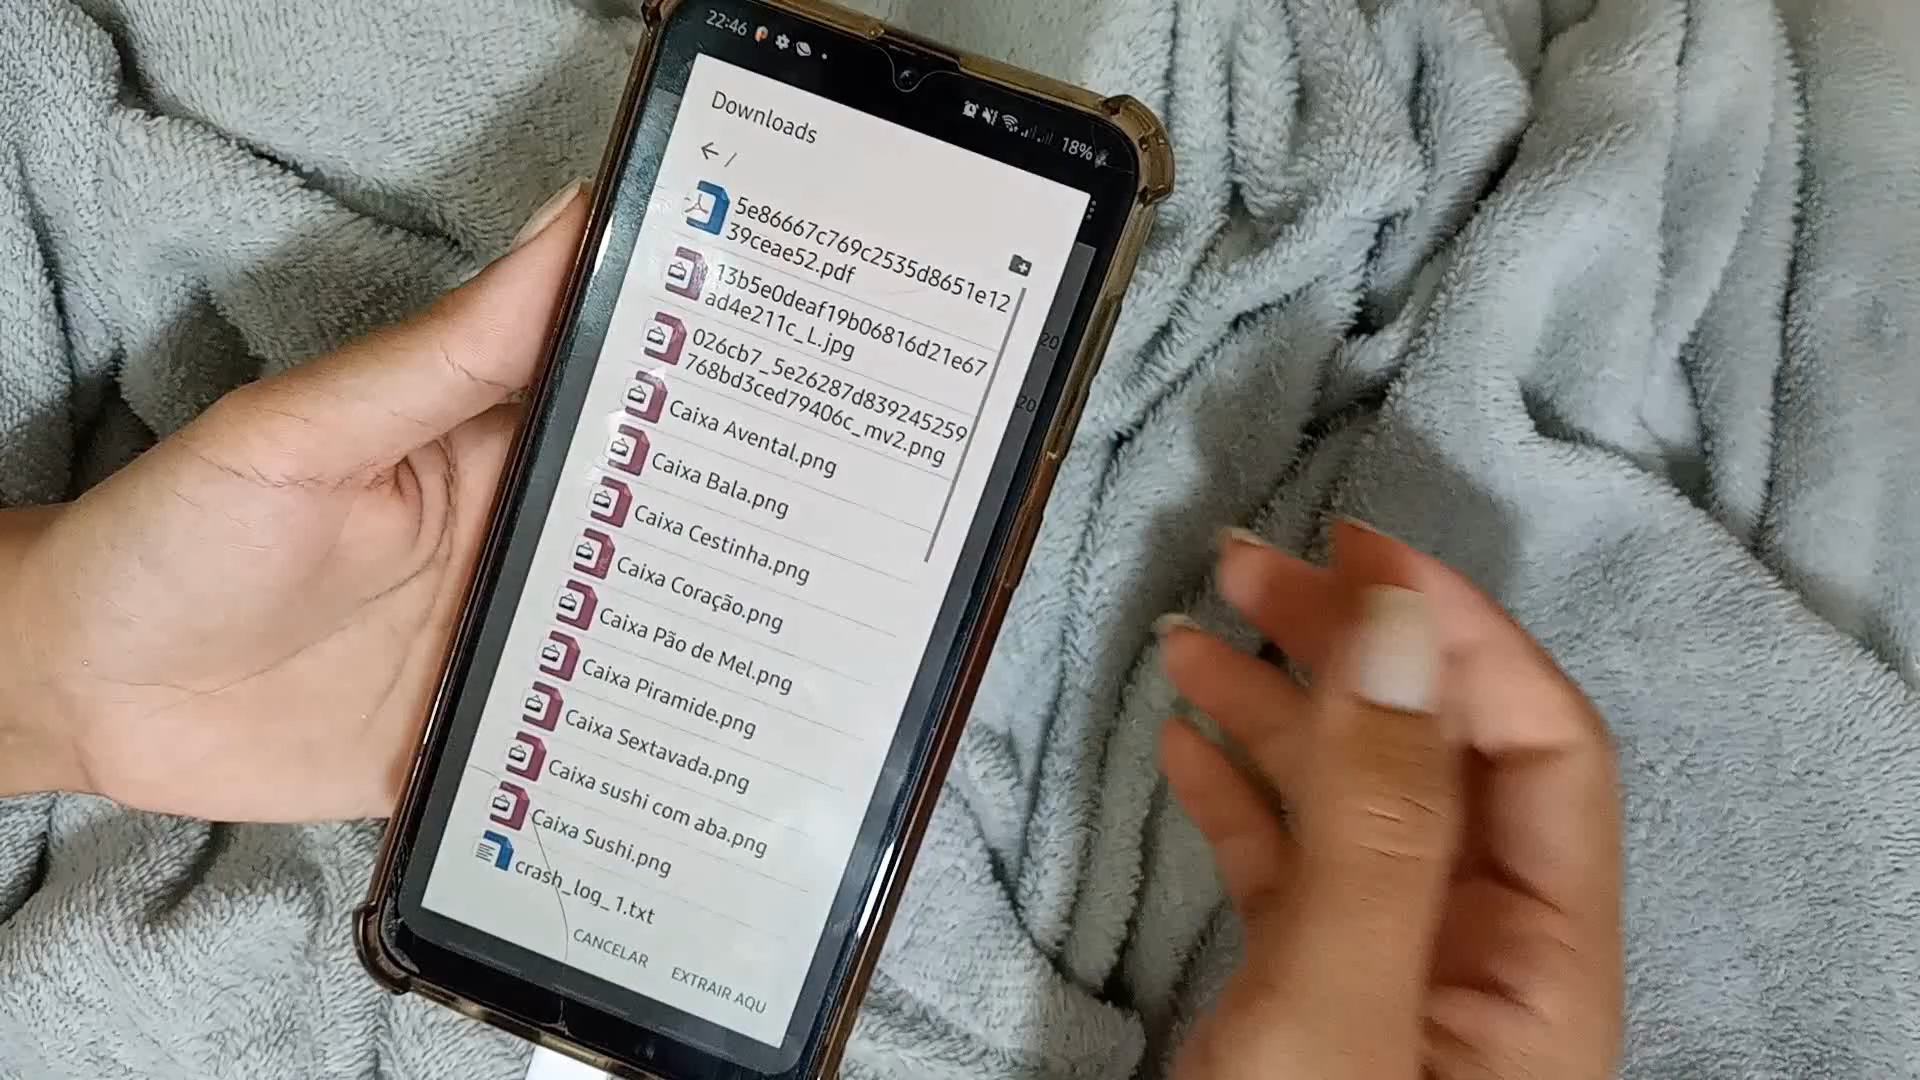 22:46
18%
Downloads
← /
5e86667c769c2535d8651e12
39ceae52.pdf
13b5e0deaf19b06816d21e67
ad4e211c_L.jpg
026cb7_5e26287d839245259
768bd3ced79406c_mv2.png
Caixa Avental.png
Caixa Bala.png
Caixa Cestinha.png
Caixa Coração.png
Caixa Pão de Mel.png
Caixa Piramide.png
Caixa Sextavada.png
Caixa sushi com aba.png
Caixa Sushi.png
crash_log_1.txt
CANCELAR
EXTRAIR AQU
20
20